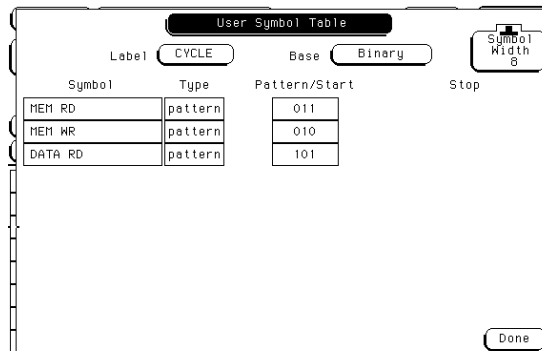 User Symbol Table
Label CYCLE Base Binary
Symbol Width 8
Symbol Type Pattern/Start Stop
MEM RD pattern 011
MEM WR pattern 010
DATA RD pattern 101
Done